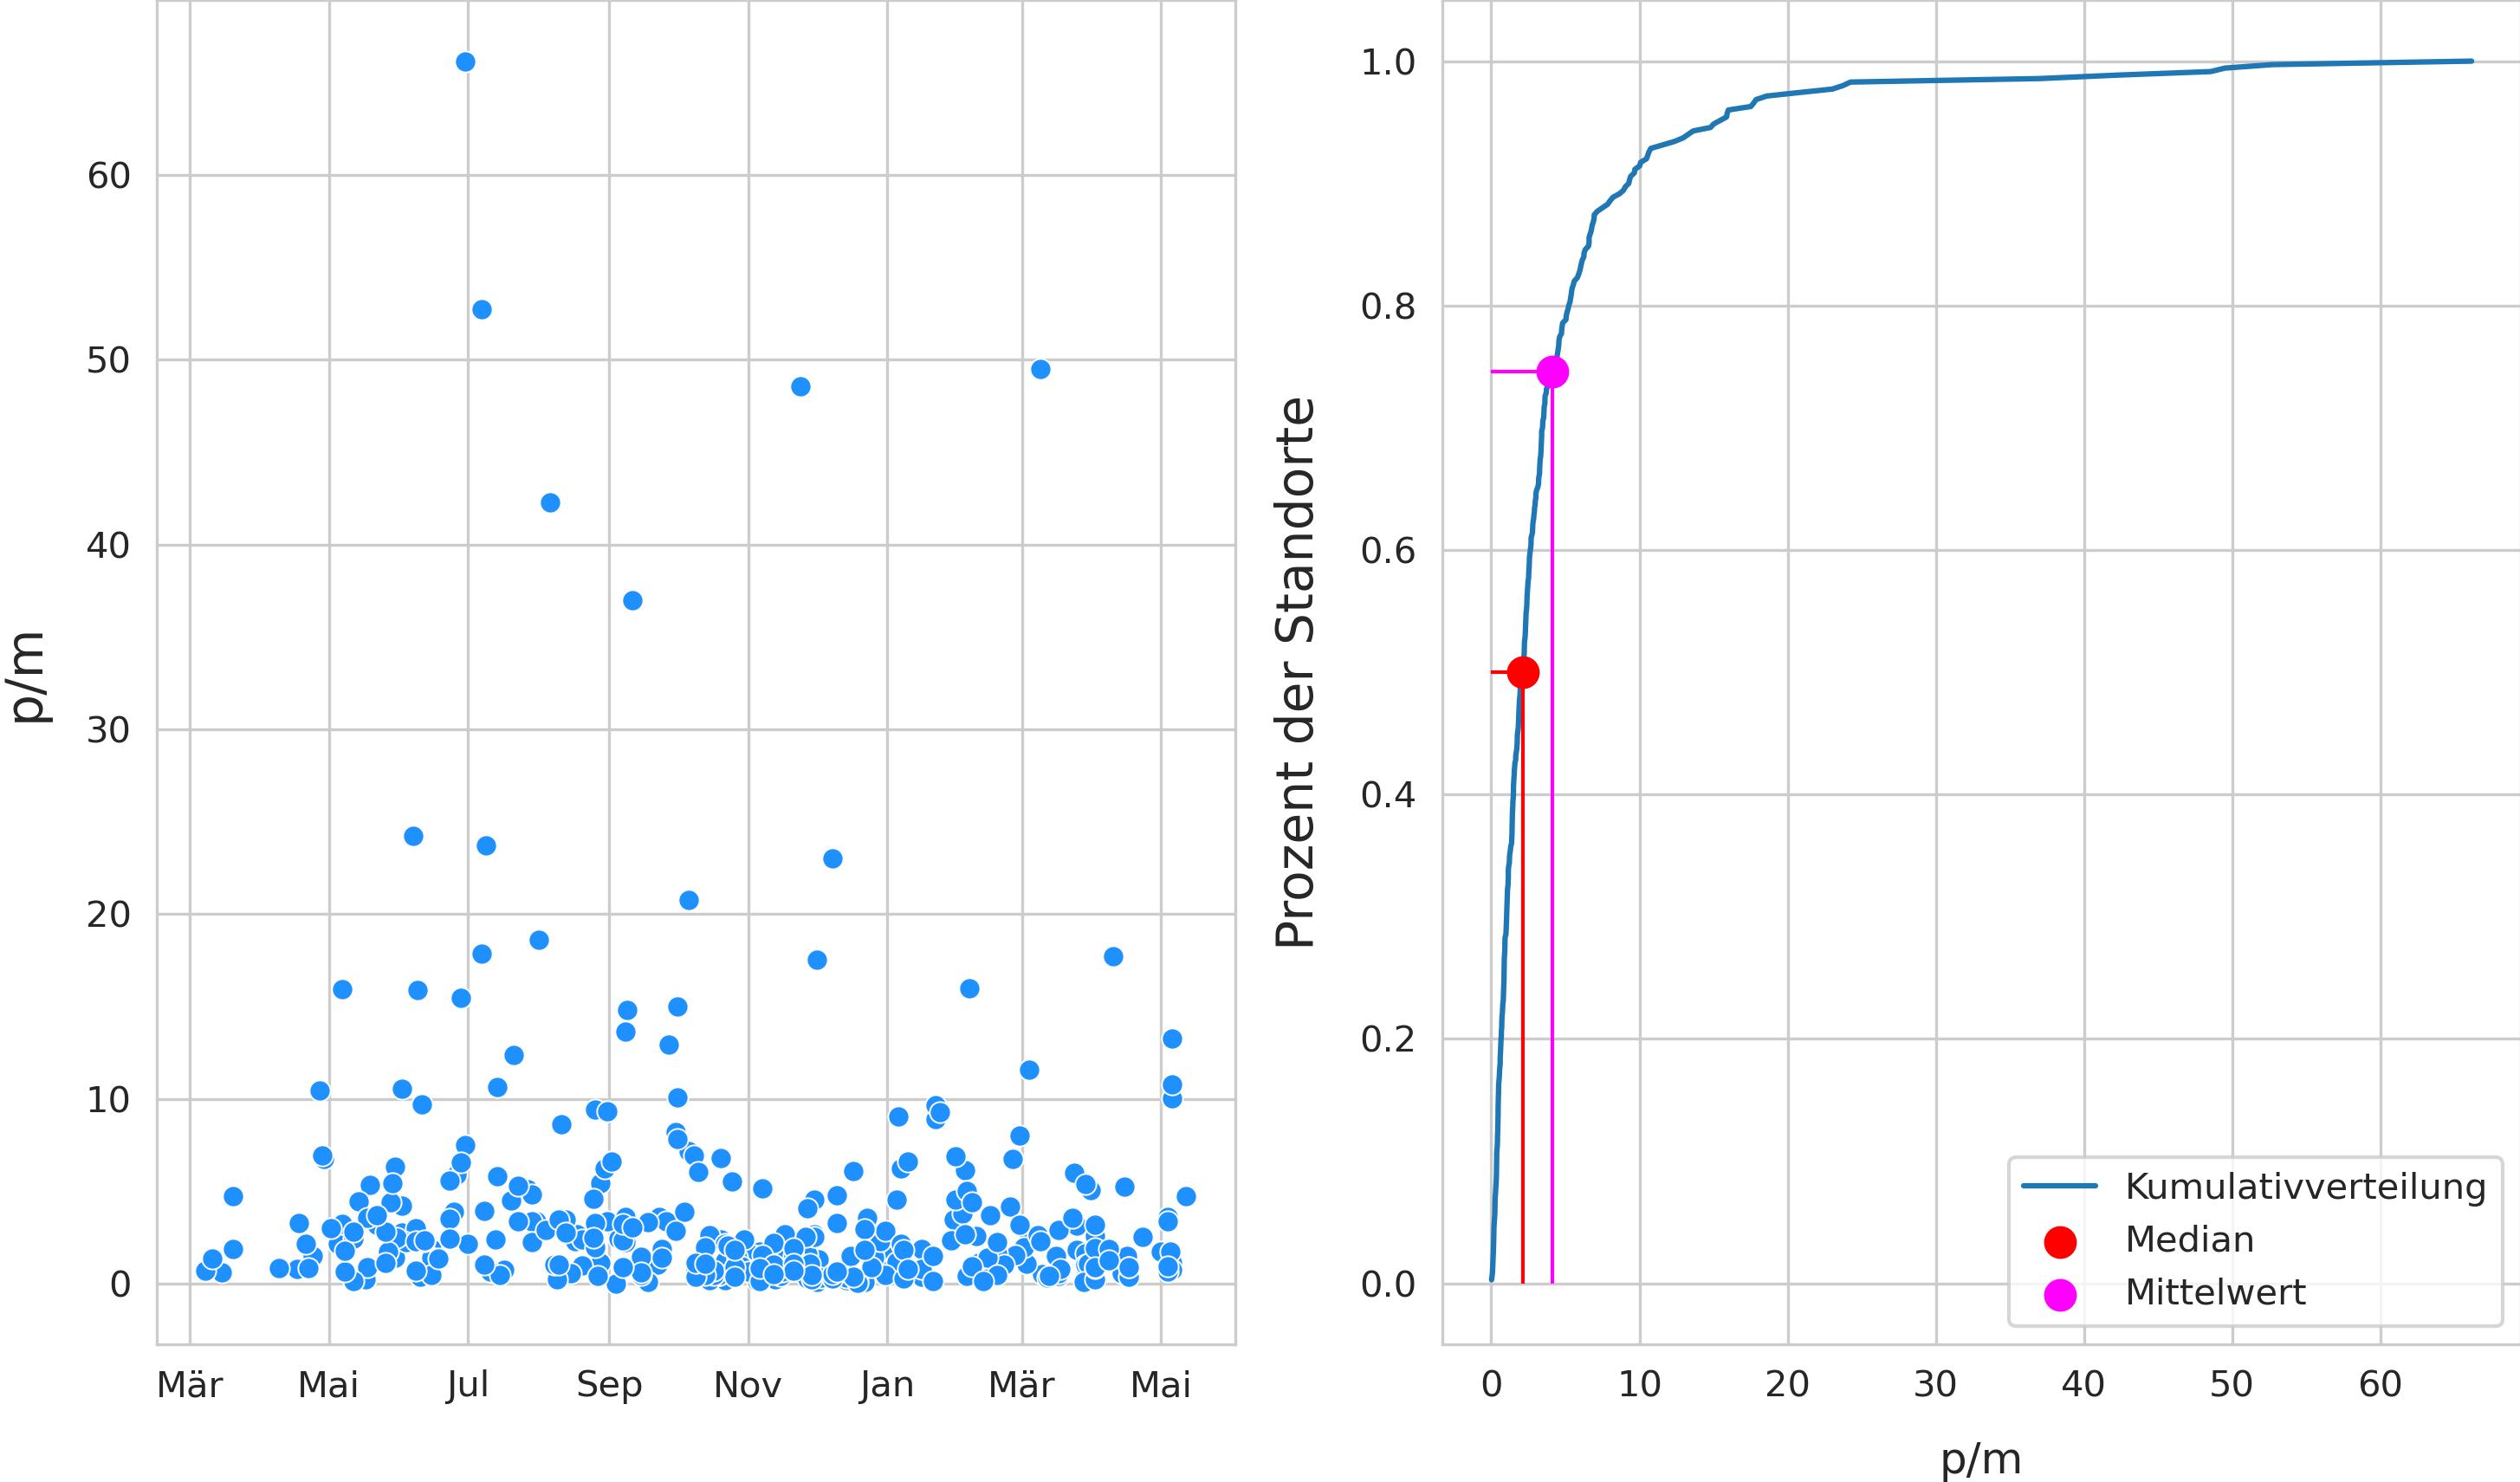 p/m
60
50
40
30
20
10
0
Mär Mai Jul Sep Nov Jan Mär Mai
Prozent der Standorte
1.0
0.8
0.6
0.4
0.2
0.0
Kumulativverteilung
Median
Mittelwert
0 10 20 30 40 50 60
p/m